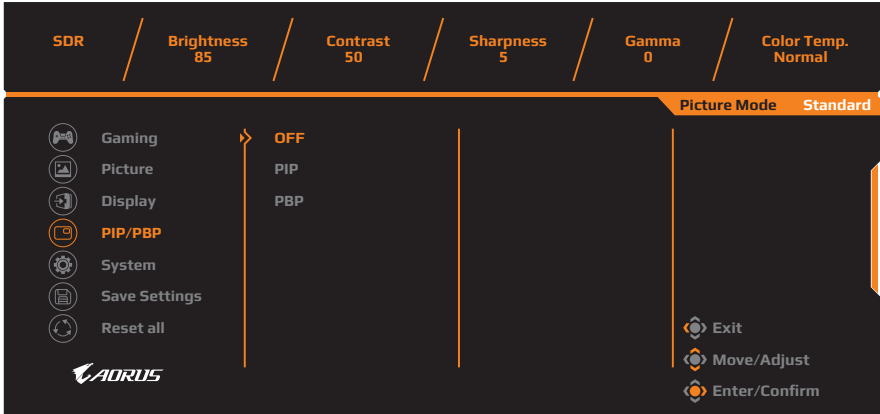 SDR Brightness Contrast Sharpness Gamma Color Temp.
85 50 5 0 Normal
Picture Mode Standard
Gaming OFF
Picture PIP
Display PBP
PIP/PBP
System
Save Settings
Reset all
Exit
Move/Adjust
Enter/Confirm
AORUS